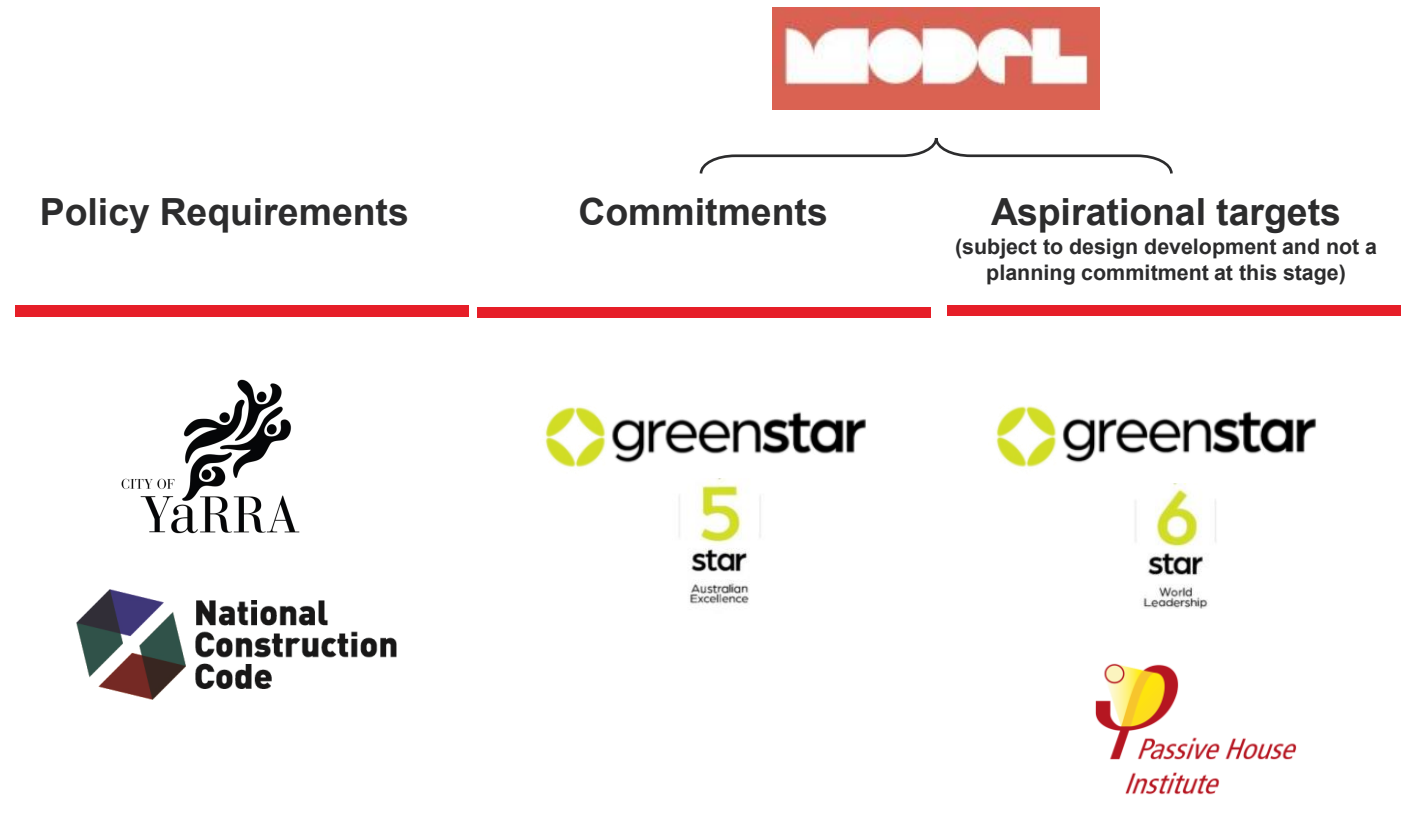 MODEL
Policy Requirements
Commitments
Aspirational targets
(subject to design development and not a
planning commitment at this stage)
CITY OF
YaRRA
National
Construction
Code
greenstar
5
star
Australian
Excellence
greenstar
6
star
World
Leadership
Passive House
Institute